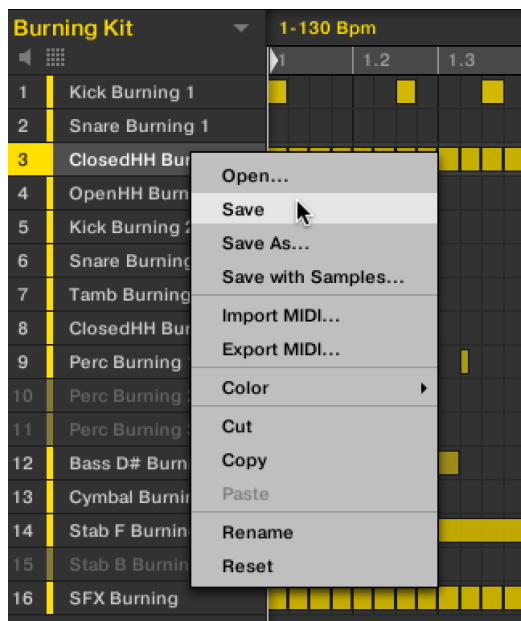 Burning Kit
1-130 Bpm
1 1.2 1.3
1 Kick Burning 1
2 Snare Burning 1
3 ClosedHH Bur
4 OpenHH Burn
5 Kick Burning 2
6 Snare Burning
7 Tamb Burning
8 ClosedHH Bur
9 Perc Burning
10 Perc Burning
11 Perc Burning
12 Bass D# Burn
13 Cymbal Burnin
14 Stab F Burnin
15 Stab B Burnin
16 SFX Burning
Open...
Save
Save As...
Save with Samples...
Import MIDI...
Export MIDI...
Color
Cut
Copy
Paste
Rename
Reset